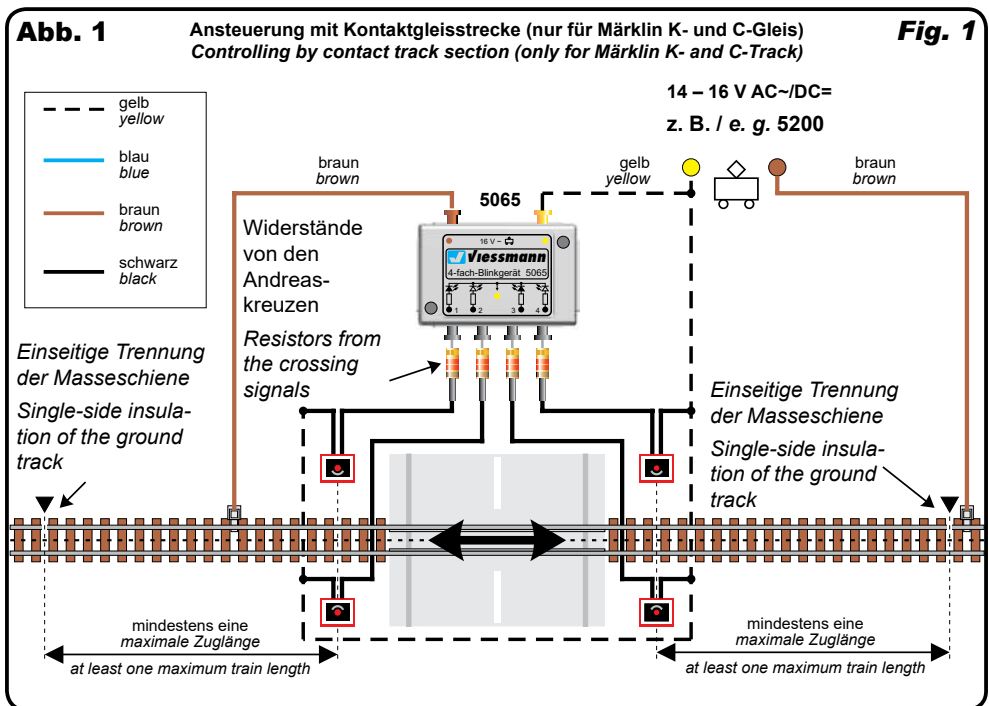 Abb. 1
Ansteuerung mit Kontaktgleisstrecke (nur für Märklin K- und C-Gleis)
Controlling by contact track section (only for Märklin K- and C-Track)
Fig. 1
gelb
yellow
blau
blue
braun
brown
schwarz
black
14 – 16 V AC~/DC=
z. B. / e. g. 5200
braun
brown
gelb
yellow
braun
brown
5065
16 V ~
Viessmann
4-fach-Blinkgerät 5065
1 2 3 4
Widerstände
von den
Andreas-
kreuzen
Resistors from
the crossing
signals
Einseitige Trennung
der Masseschiene
Single-side insula-
tion of the ground
track
Einseitige Trennung
der Masseschiene
Single-side insula-
tion of the ground
track
mindestens eine
maximale Zuglänge
at least one maximum train length
mindestens eine
maximale Zuglänge
at least one maximum train length